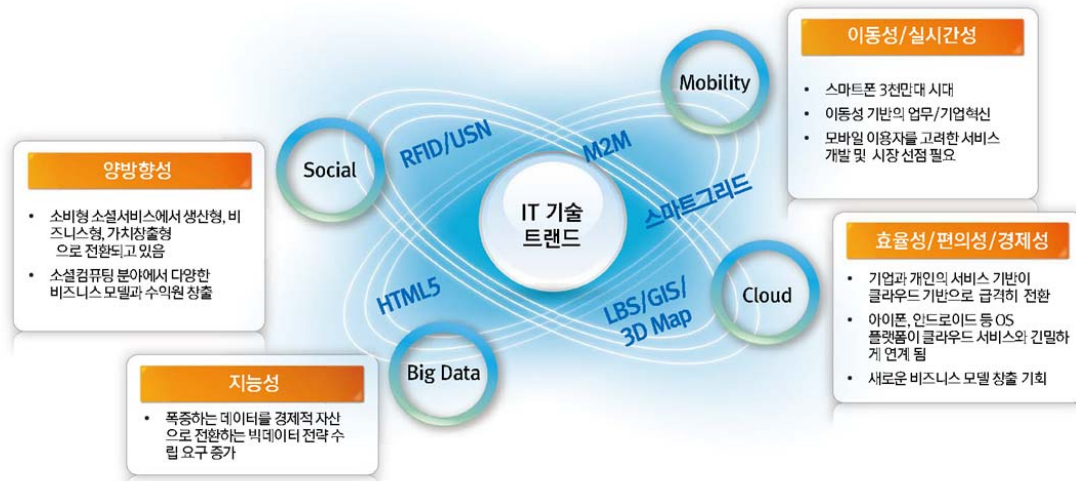 이동성/실시간성
• 스마트폰 3천만대 시대
• 이동성 기반의 업무/기업혁신
• 모바일 이용자를 고려한 서비스
개발 및 시장 선점 필요
Mobility
Social
RFID/USN
M2M
스마트그리드
IT 기술
트랜드
HTML5
LBS/GIS/
3D Map
Cloud
Big Data
양방향성
• 소비형 소셜서비스에서 생산형, 비
즈니스형, 가치창출형
으로 전환되고 있음
• 소셜컴퓨팅 분야에서 다양한
비즈니스 모델과 수익원 창출
효율성/편의성/경제성
• 기업과 개인의 서비스 기반이
클라우드 기반으로 급격히 전환
• 아이폰, 안드로이드 등 OS
플랫폼이 클라우드 서비스와 긴밀하
게 연계 됨
• 새로운 비즈니스 모델 창출 기회
지능성
• 폭증하는 데이터를 경제적 자산
으로 전환하는 빅데이터 전략 수
립 요구 증가